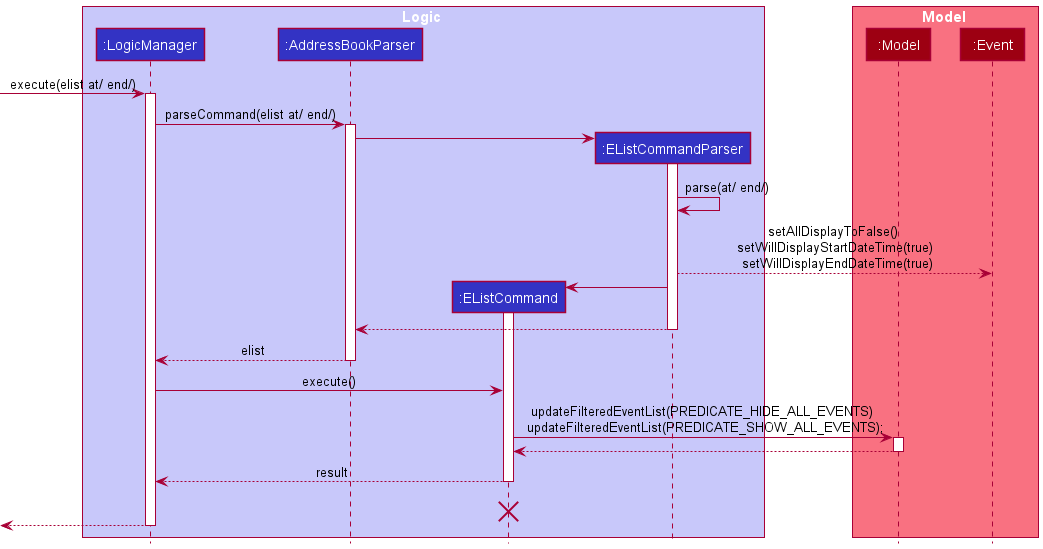 Logic
Model
:LogicManager
:AddressBookParser
:Model
:Event
execute(elist at/ end/)
parseCommand(elist at/ end/)
:EListCommandParser
parse(at/ end/)
setAllDisplayToFalse()
setWillDisplayStartDateTime(true)
setWillDisplayEndDateTime(true)
:EListCommand
elist
execute()
updateFilteredEventList(PREDICATE_HIDE_ALL_EVENTS)
updateFilteredEventList(PREDICATE_SHOW_ALL_EVENTS);
result